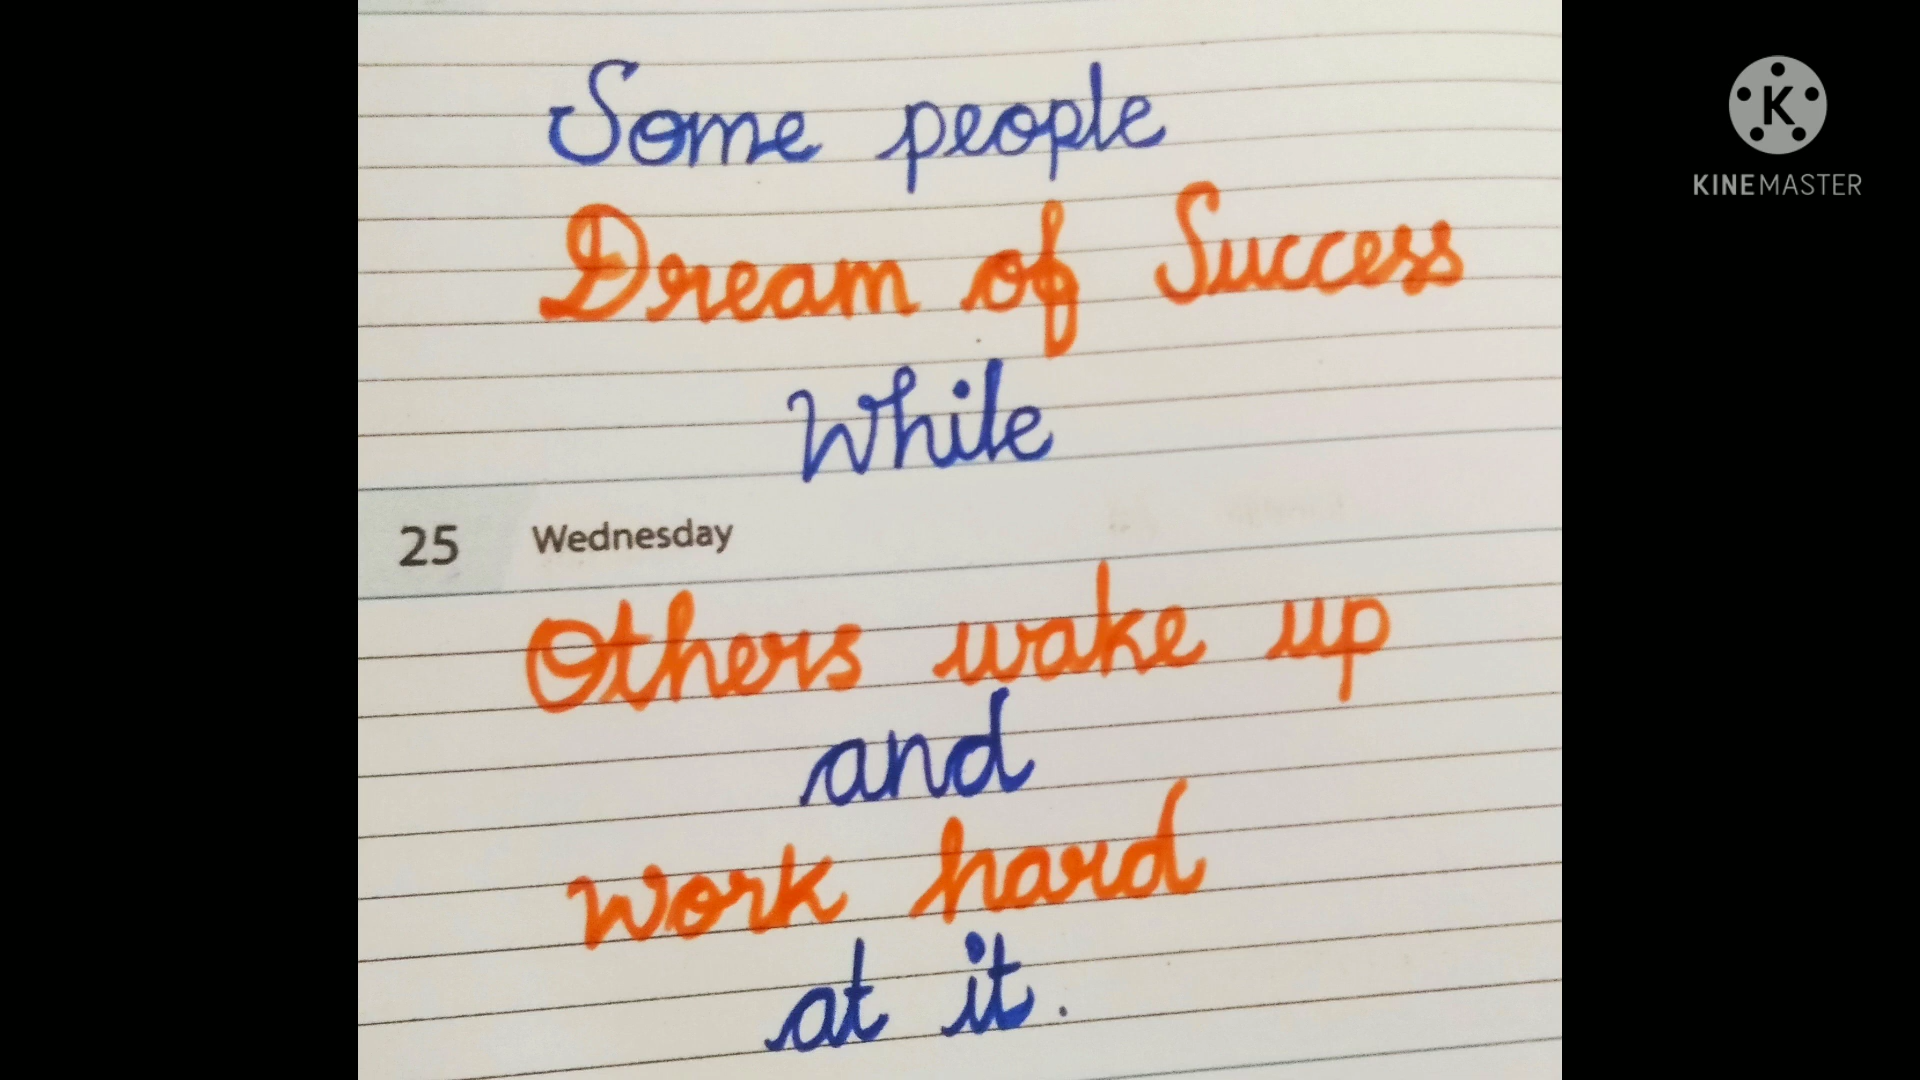 Some people
Dream of Success
While
25 Wednesday
Others wake up
and
work hard
at it.
KINEMASTER